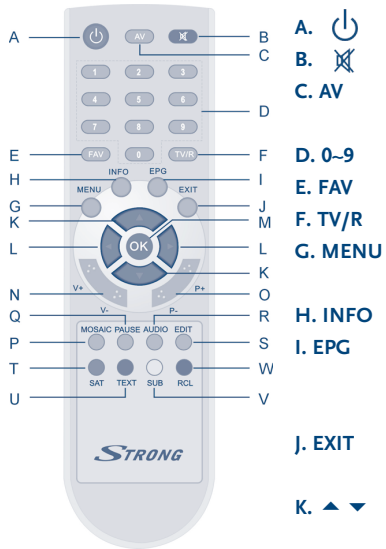 A
AV
B
C
1 2 3
4 5 6
7 8 9
D
E
FAV 0 TV/R
F
H
INFO EPG
I
G
MENU EXIT
J
K
M
L
OK
L
K
N
V+ P+
O
V- P-
Q
R
P
MOSAIC PAUSE AUDIO EDIT
S
T
W
SAT TEXT SUB RCL
U
V
STRONG
A.
B.
C. AV
D. 0~9
E. FAV
F. TV/R
G. MENU
H. INFO
I. EPG
J. EXIT
K. ▲ ▼